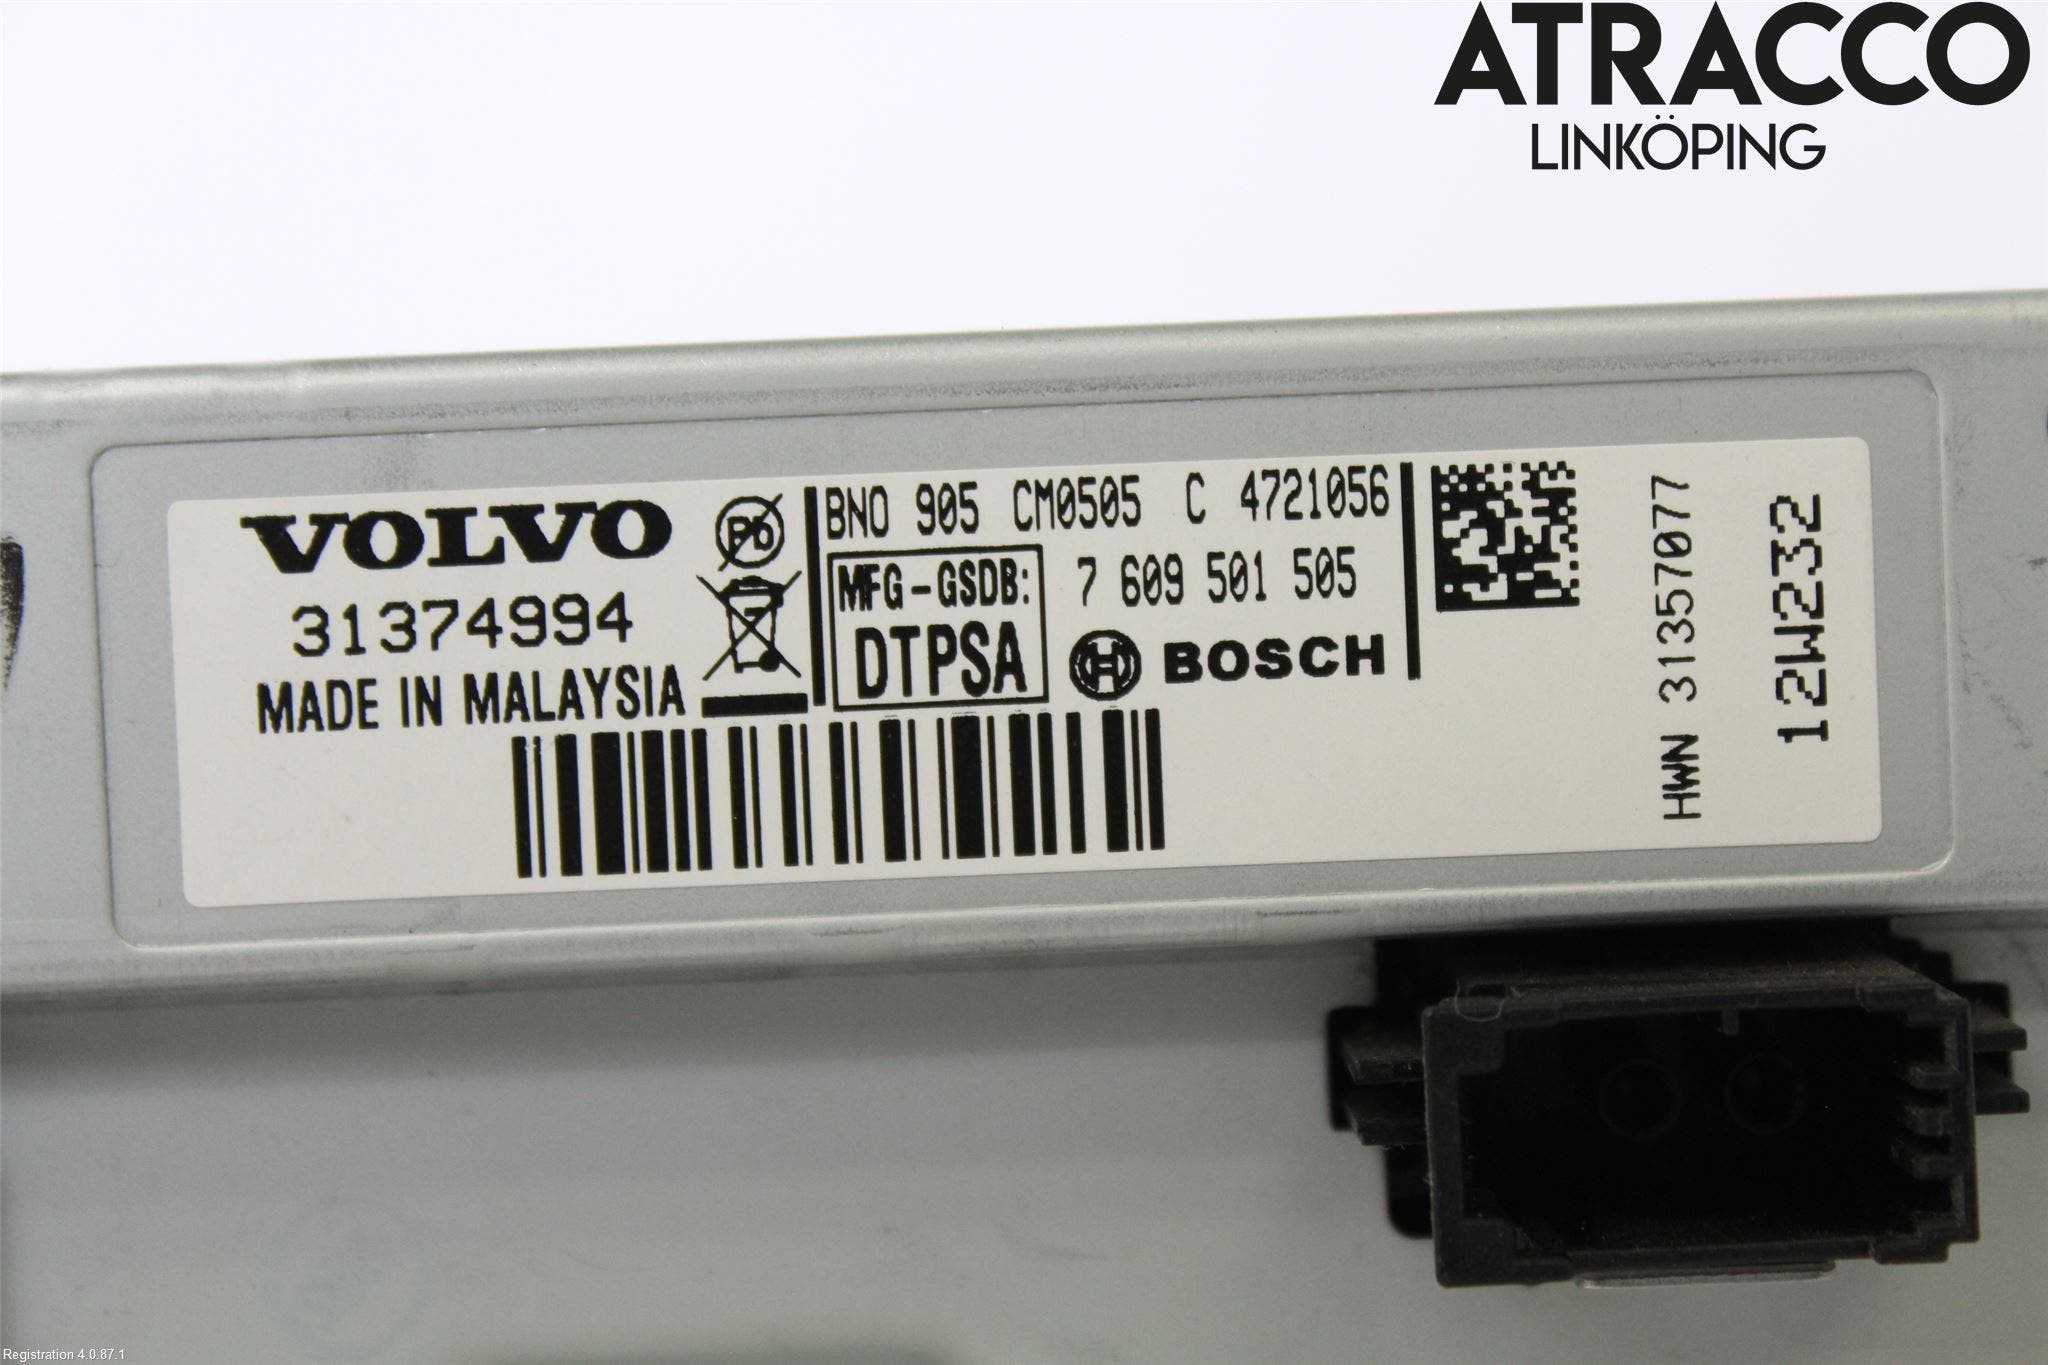 ATRACCO
LINKÖPING
VOLVO
31374994
MADE IN MALAYSIA
Pb
BNO 905 CM0505 C 4721056
MFG-GSDB:
DTPSA
7 609 501 505
BOSCH
HWN 31357077
12W232
Registration 4.0.87.1